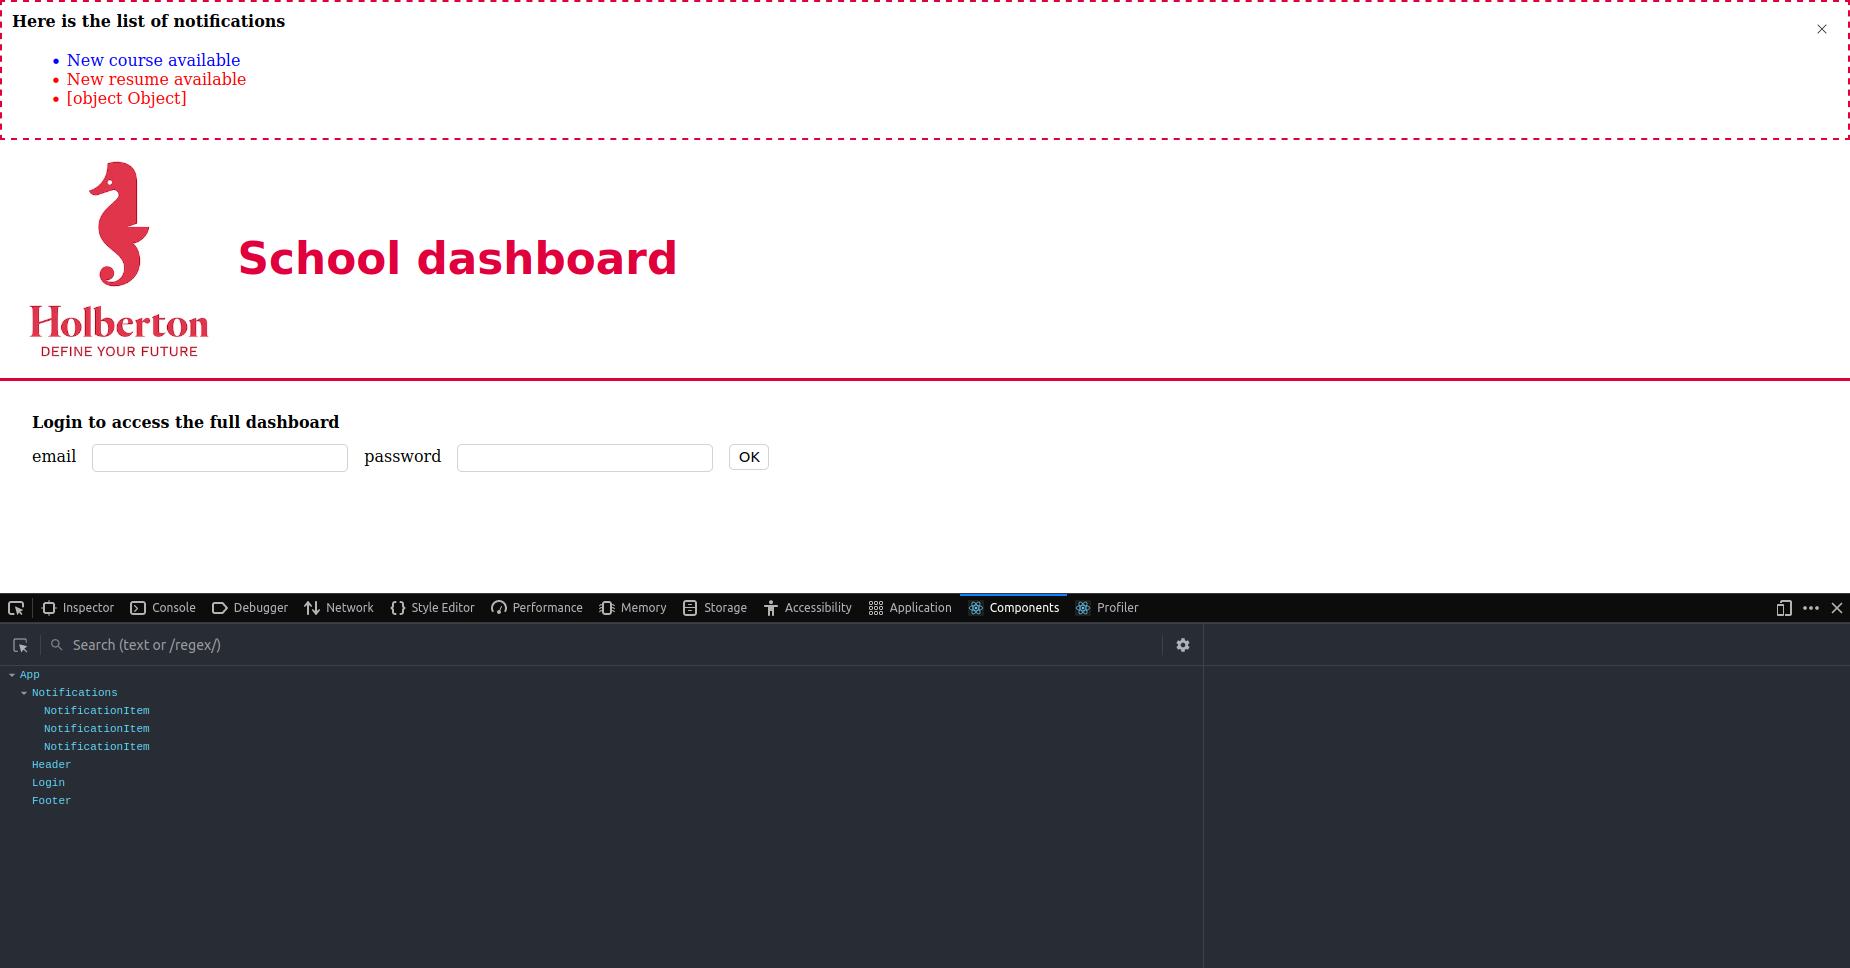 Here is the list of notifications
New course available
New resume available
[object Object]
School dashboard
Holberton
DEFINE YOUR FUTURE
Login to access the full dashboard
email password OK
Inspector Console Debugger Network Style Editor Performance Memory Storage Accessibility Application Components Profiler
Search (text or /regex/)
App
Notifications
NotificationItem
NotificationItem
NotificationItem
Header
Login
Footer